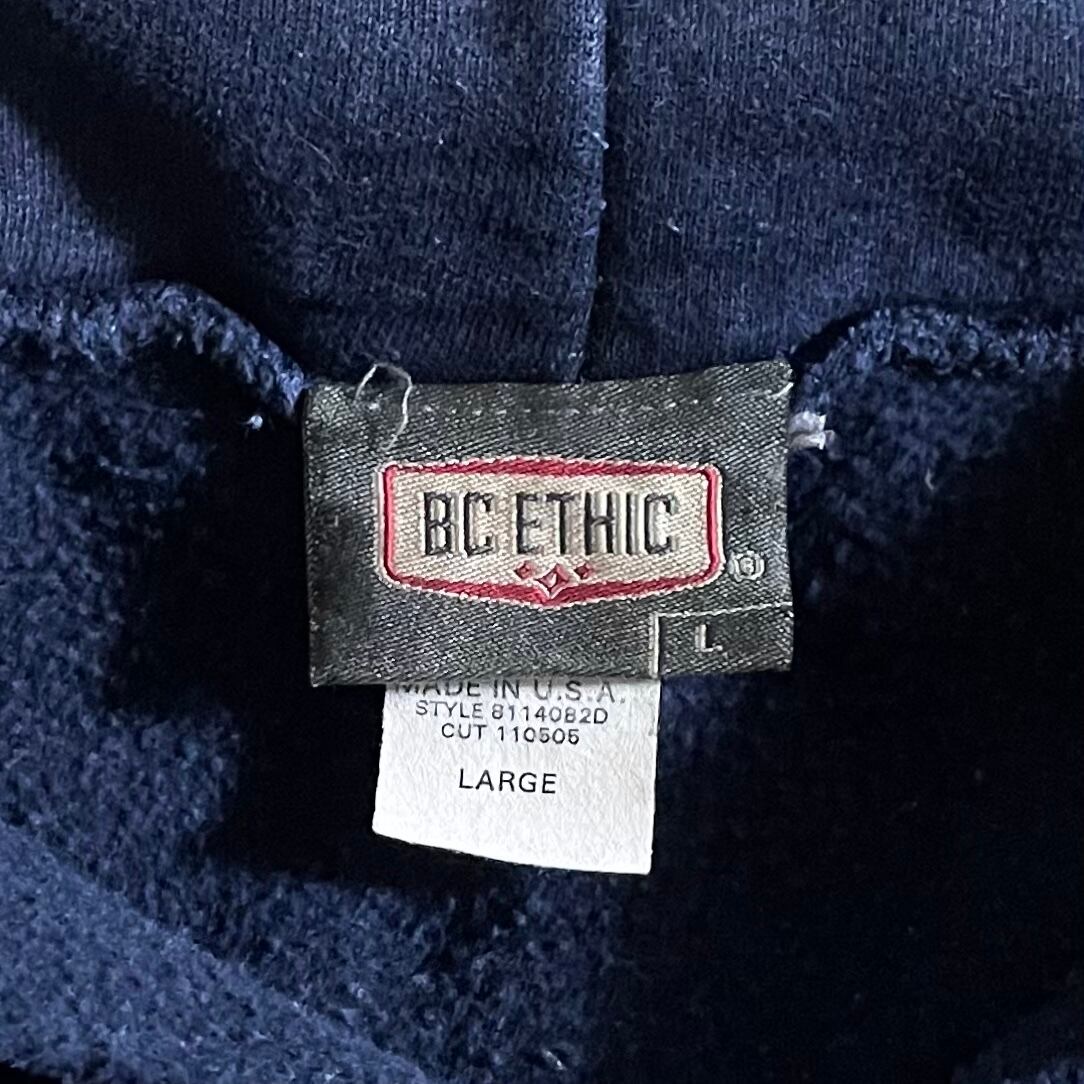 BC ETHIC
®
L
MADE IN U.S.A.
STYLE 8114082D
CUT 110505
LARGE